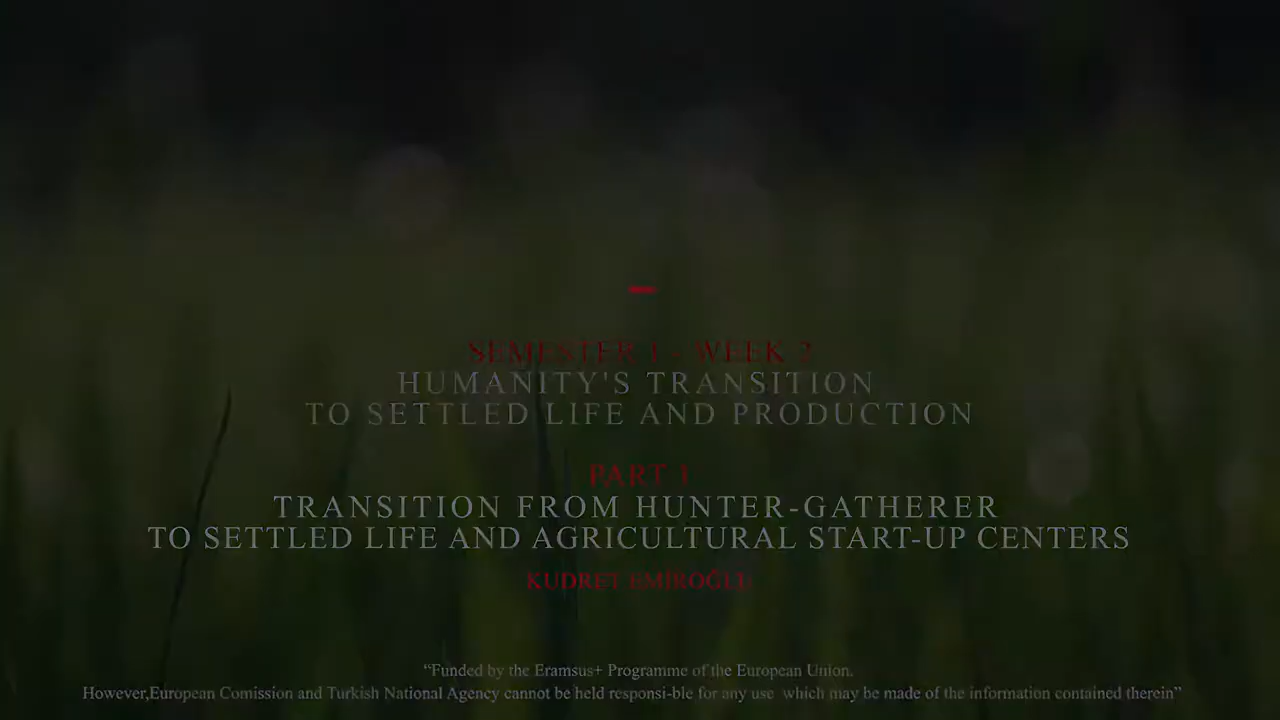 SEMESTER 1 - WEEK 2
HUMANITY'S TRANSITION
TO SETTLED LIFE AND PRODUCTION
PART 1
TRANSITION FROM HUNTER-GATHERER
TO SETTLED LIFE AND AGRICULTURAL START-UP CENTERS
KUDRET EMİROĞLU
“Funded by the Eramsus+ Programme of the European Union.
However,European Comission and Turkish National Agency cannot be held responsi-ble for any use which may be made of the information contained therein”